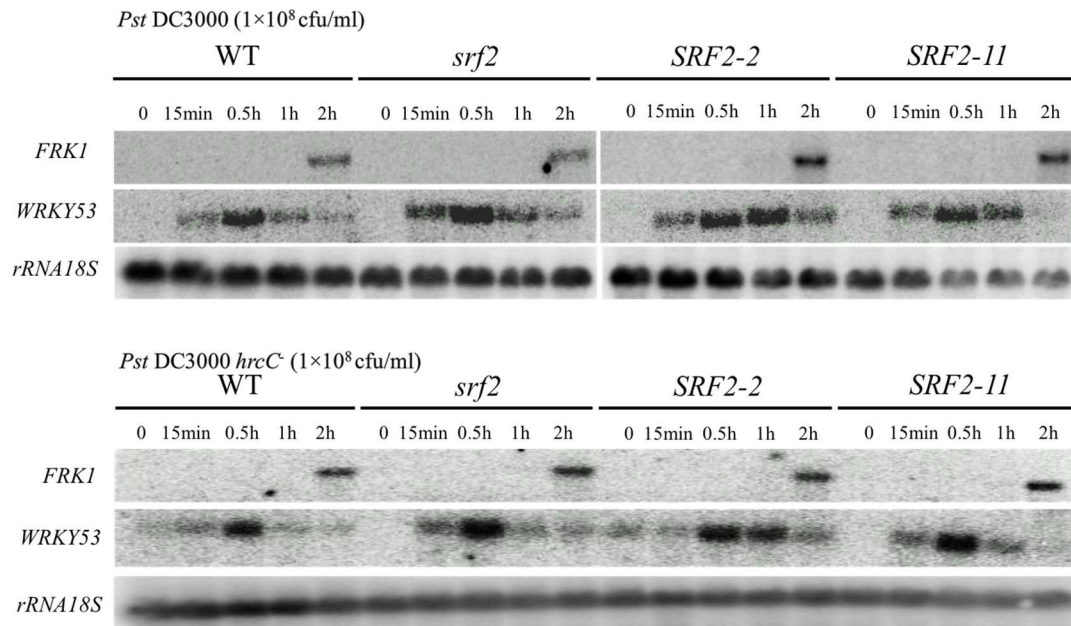 Pst DC3000 (1×10⁸ cfu/ml)
WT srf2 SRF2-2 SRF2-11
0 15min 0.5h 1h 2h 0 15min 0.5h 1h 2h 0 15min 0.5h 1h 2h 0 15min 0.5h 1h 2h
FRK1
WRKY53
rRNA18S
Pst DC3000 hrcC⁻ (1×10⁸ cfu/ml)
WT srf2 SRF2-2 SRF2-11
0 15min 0.5h 1h 2h 0 15min 0.5h 1h 2h 0 15min 0.5h 1h 2h 0 15min 0.5h 1h 2h
FRK1
WRKY53
rRNA18S